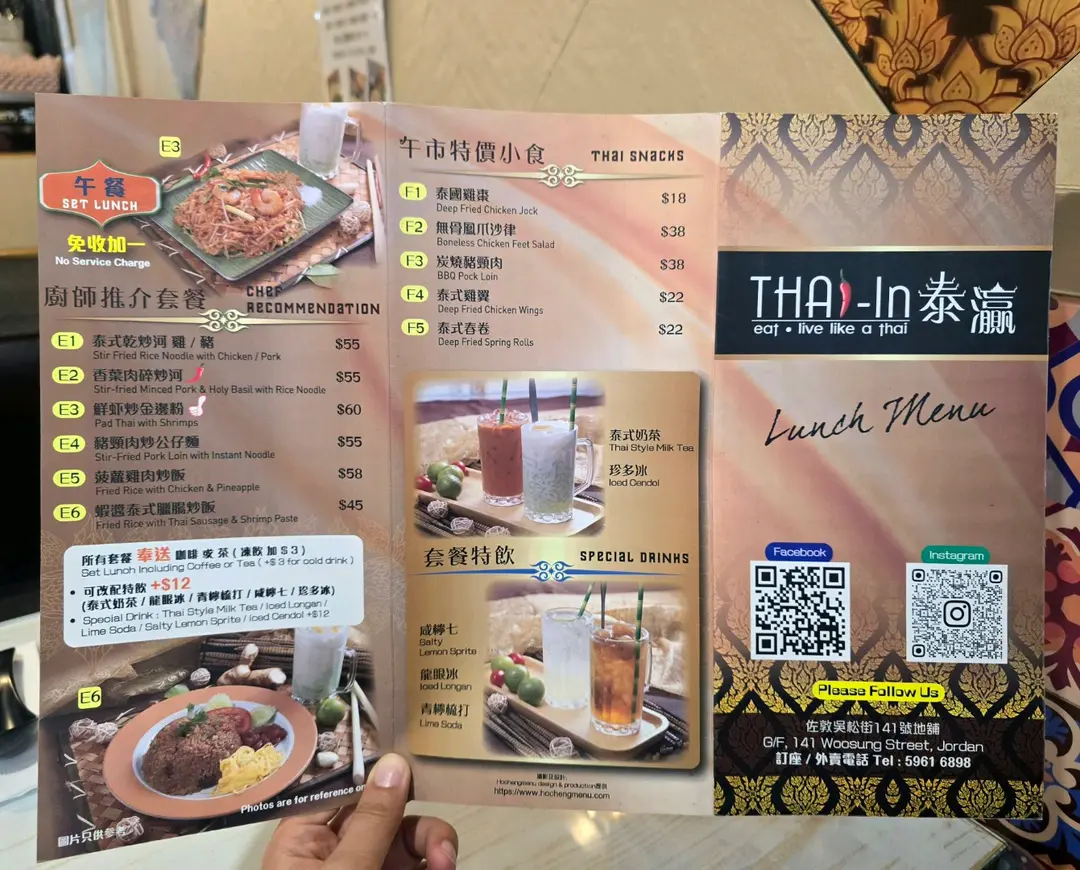 E3
午餐
SET LUNCH
免收加一
No Service Charge
廚師推介套餐
CHEF
RECOMMENDATION
E1 泰式乾炒河 雞 / 豬 $55
Stir Fried Rice Noodle with Chicken / Pork
E2 香菜肉碎炒河 $55
Stir-fried Minced Pork & Holy Basil with Rice Noodle
E3 鮮虾炒金邊粉 $60
Pad Thai with Shrimps
E4 豬頸肉炒公仔麵 $55
Stir-Fried Pork Loin with Instant Noodle
E5 菠蘿雞肉炒飯 $58
Fried Rice with Chicken & Pineapple
E6 蝦醬泰式臘腸炒飯 $45
Fried Rice with Thai Sausage & Shrimp Paste
所有套餐 奉送 咖啡 或 茶 ( 凍飲 加 $ 3 )
Set Lunch Including Coffee or Tea ( +$ 3 for cold drink )
• 可改配特飲 +$12
(泰式奶茶 / 龍眼冰 / 青檸梳打 / 咸檸七 / 珍多冰)
• Special Drink : Thai Style Milk Tea / Iced Longan /
Lime Soda / Salty Lemon Sprite / Iced Cendol +$12
E6
Photos are for reference on
圖片只供參考
午市特價小食 THAI SNACKS
F1 泰國雞棗 $18
Deep Fried Chicken Jock
F2 無骨鳳爪沙律 $38
Boneless Chicken Feet Salad
F3 炭燒豬頸肉 $38
BBQ Pock Loin
F4 泰式雞翼 $22
Deep Fried Chicken Wings
F5 泰式春卷 $22
Deep Fried Spring Rolls
泰式奶茶
Thai Style Milk Tea
珍多冰
Iced Cendol
套餐特飲 SPECIAL DRINKS
咸檸七
Salty
Lemon Sprite
龍眼冰
Iced Longan
青檸梳打
Lime Soda
Hochengmenu design & production
https://www.hochengmenu.com
THAI-In 泰瀛
eat • live like a thai
Lunch Menu
Facebook
Instagram
Please Follow Us
佐敦吳松街141號地舖
G/F, 141 Woosung Street, Jordan
訂座 / 外賣電話 Tel : 5961 6898